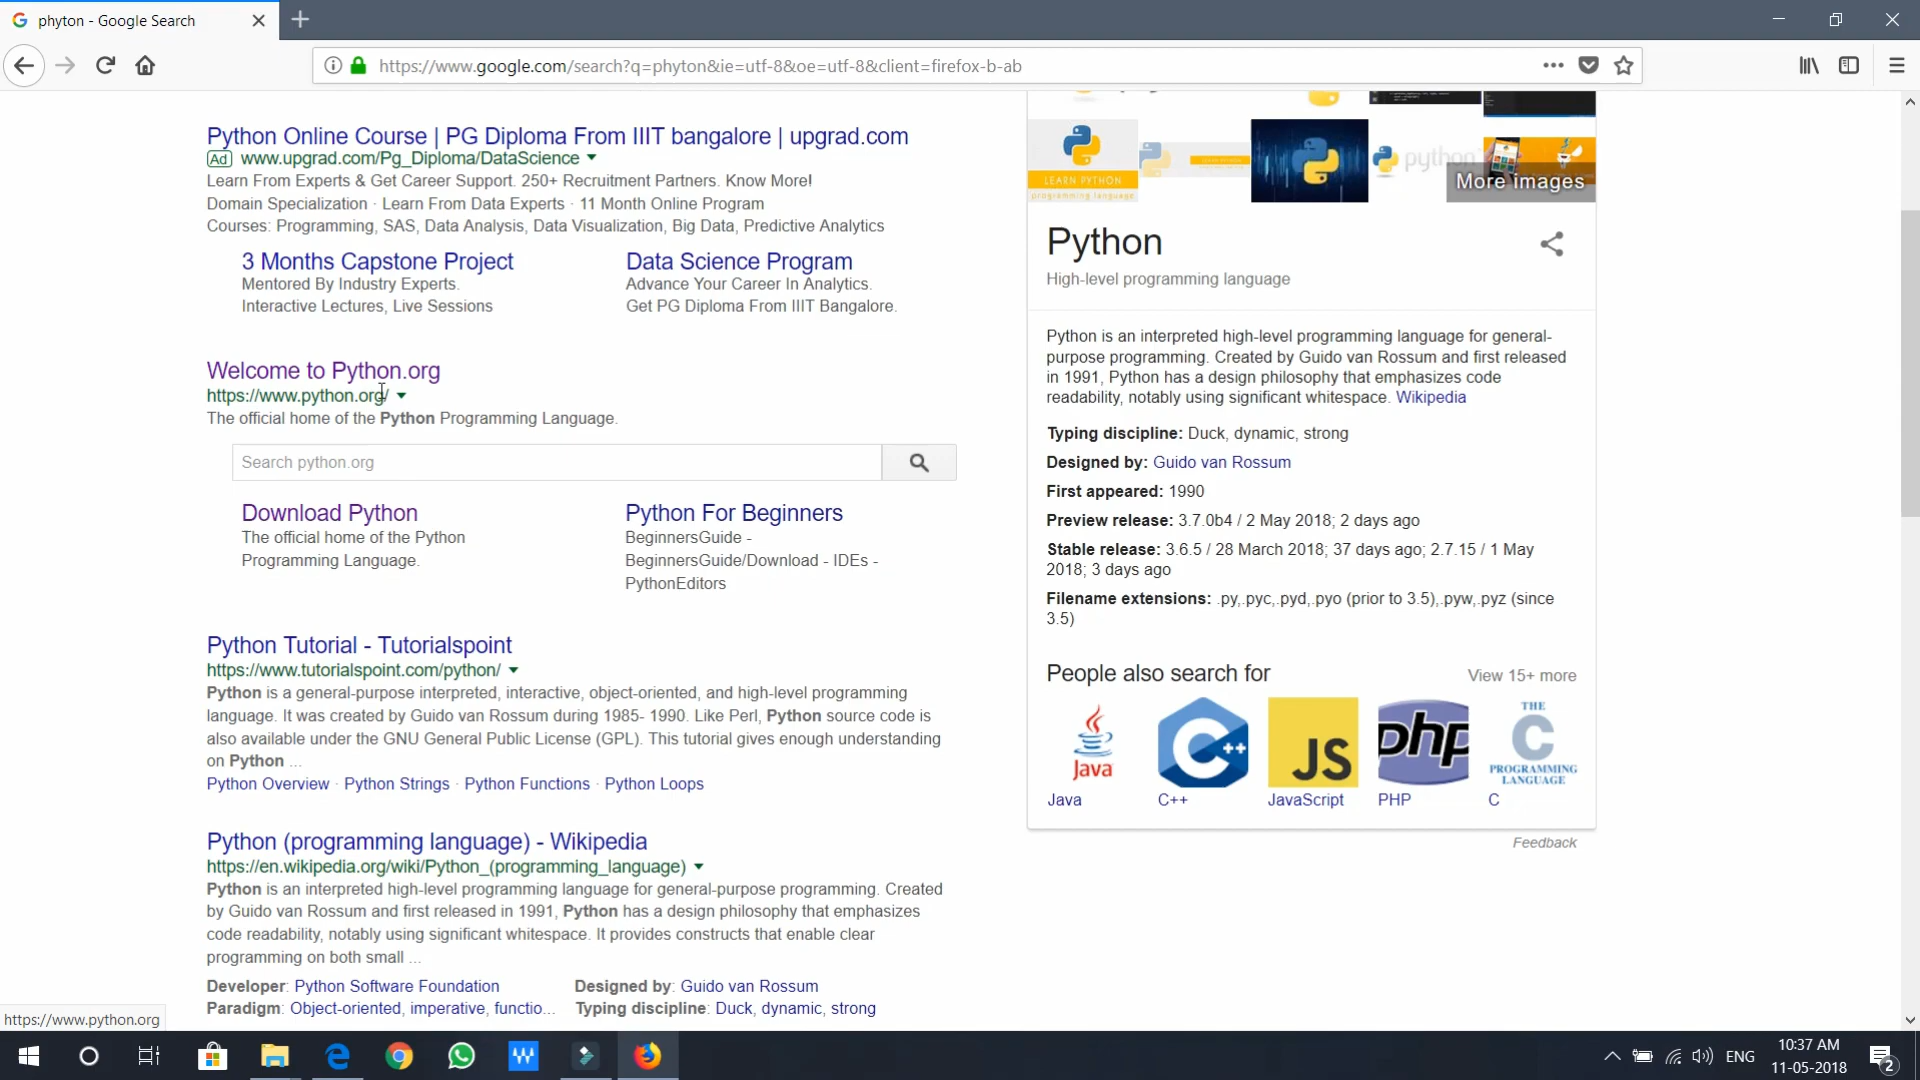 phyton - Google Search
https://www.google.com/search?q=phyton&ie=utf-8&oe=utf-8&client=firefox-b-ab
Python Online Course | PG Diploma From IIIT bangalore | upgrad.com
Ad www.upgrad.com/Pg_Diploma/DataScience
Learn From Experts & Get Career Support. 250+ Recruitment Partners. Know More!
Domain Specialization · Learn From Data Experts · 11 Month Online Program
Courses: Programming, SAS, Data Analysis, Data Visualization, Big Data, Predictive Analytics
3 Months Capstone Project
Mentored By Industry Experts.
Interactive Lectures, Live Sessions
Data Science Program
Advance Your Career In Analytics.
Get PG Diploma From IIIT Bangalore.
Welcome to Python.org
https://www.python.org/
The official home of the Python Programming Language.
Search python.org
Download Python
The official home of the Python
Programming Language.
Python For Beginners
BeginnersGuide -
BeginnersGuide/Download - IDEs -
PythonEditors
Python Tutorial - Tutorialspoint
https://www.tutorialspoint.com/python/
Python is a general-purpose interpreted, interactive, object-oriented, and high-level programming
language. It was created by Guido van Rossum during 1985- 1990. Like Perl, Python source code is
also available under the GNU General Public License (GPL). This tutorial gives enough understanding
on Python ...
Python Overview · Python Strings · Python Functions · Python Loops
Python (programming language) - Wikipedia
https://en.wikipedia.org/wiki/Python_(programming_language)
Python is an interpreted high-level programming language for general-purpose programming. Created
by Guido van Rossum and first released in 1991, Python has a design philosophy that emphasizes
code readability, notably using significant whitespace. It provides constructs that enable clear
programming on both small ...
Developer: Python Software Foundation
Designed by: Guido van Rossum
Paradigm: Object-oriented, imperative, functio...
Typing discipline: Duck, dynamic, strong
LEARN PYTHON
programming language
python
More images
Python
High-level programming language
Python is an interpreted high-level programming language for general-
purpose programming. Created by Guido van Rossum and first released
in 1991, Python has a design philosophy that emphasizes code
readability, notably using significant whitespace. Wikipedia
Typing discipline: Duck, dynamic, strong
Designed by: Guido van Rossum
First appeared: 1990
Preview release: 3.7.0b4 / 2 May 2018; 2 days ago
Stable release: 3.6.5 / 28 March 2018; 37 days ago; 2.7.15 / 1 May
2018; 3 days ago
Filename extensions: .py,.pyc,.pyd,.pyo (prior to 3.5),.pyw,.pyz (since
3.5)
People also search for
View 15+ more
Java
C++
JS
php
THE
C
PROGRAMMING
LANGUAGE
Java
C++
JavaScript
PHP
C
Feedback
https://www.python.org
W
ENG
10:37 AM
11-05-2018
2